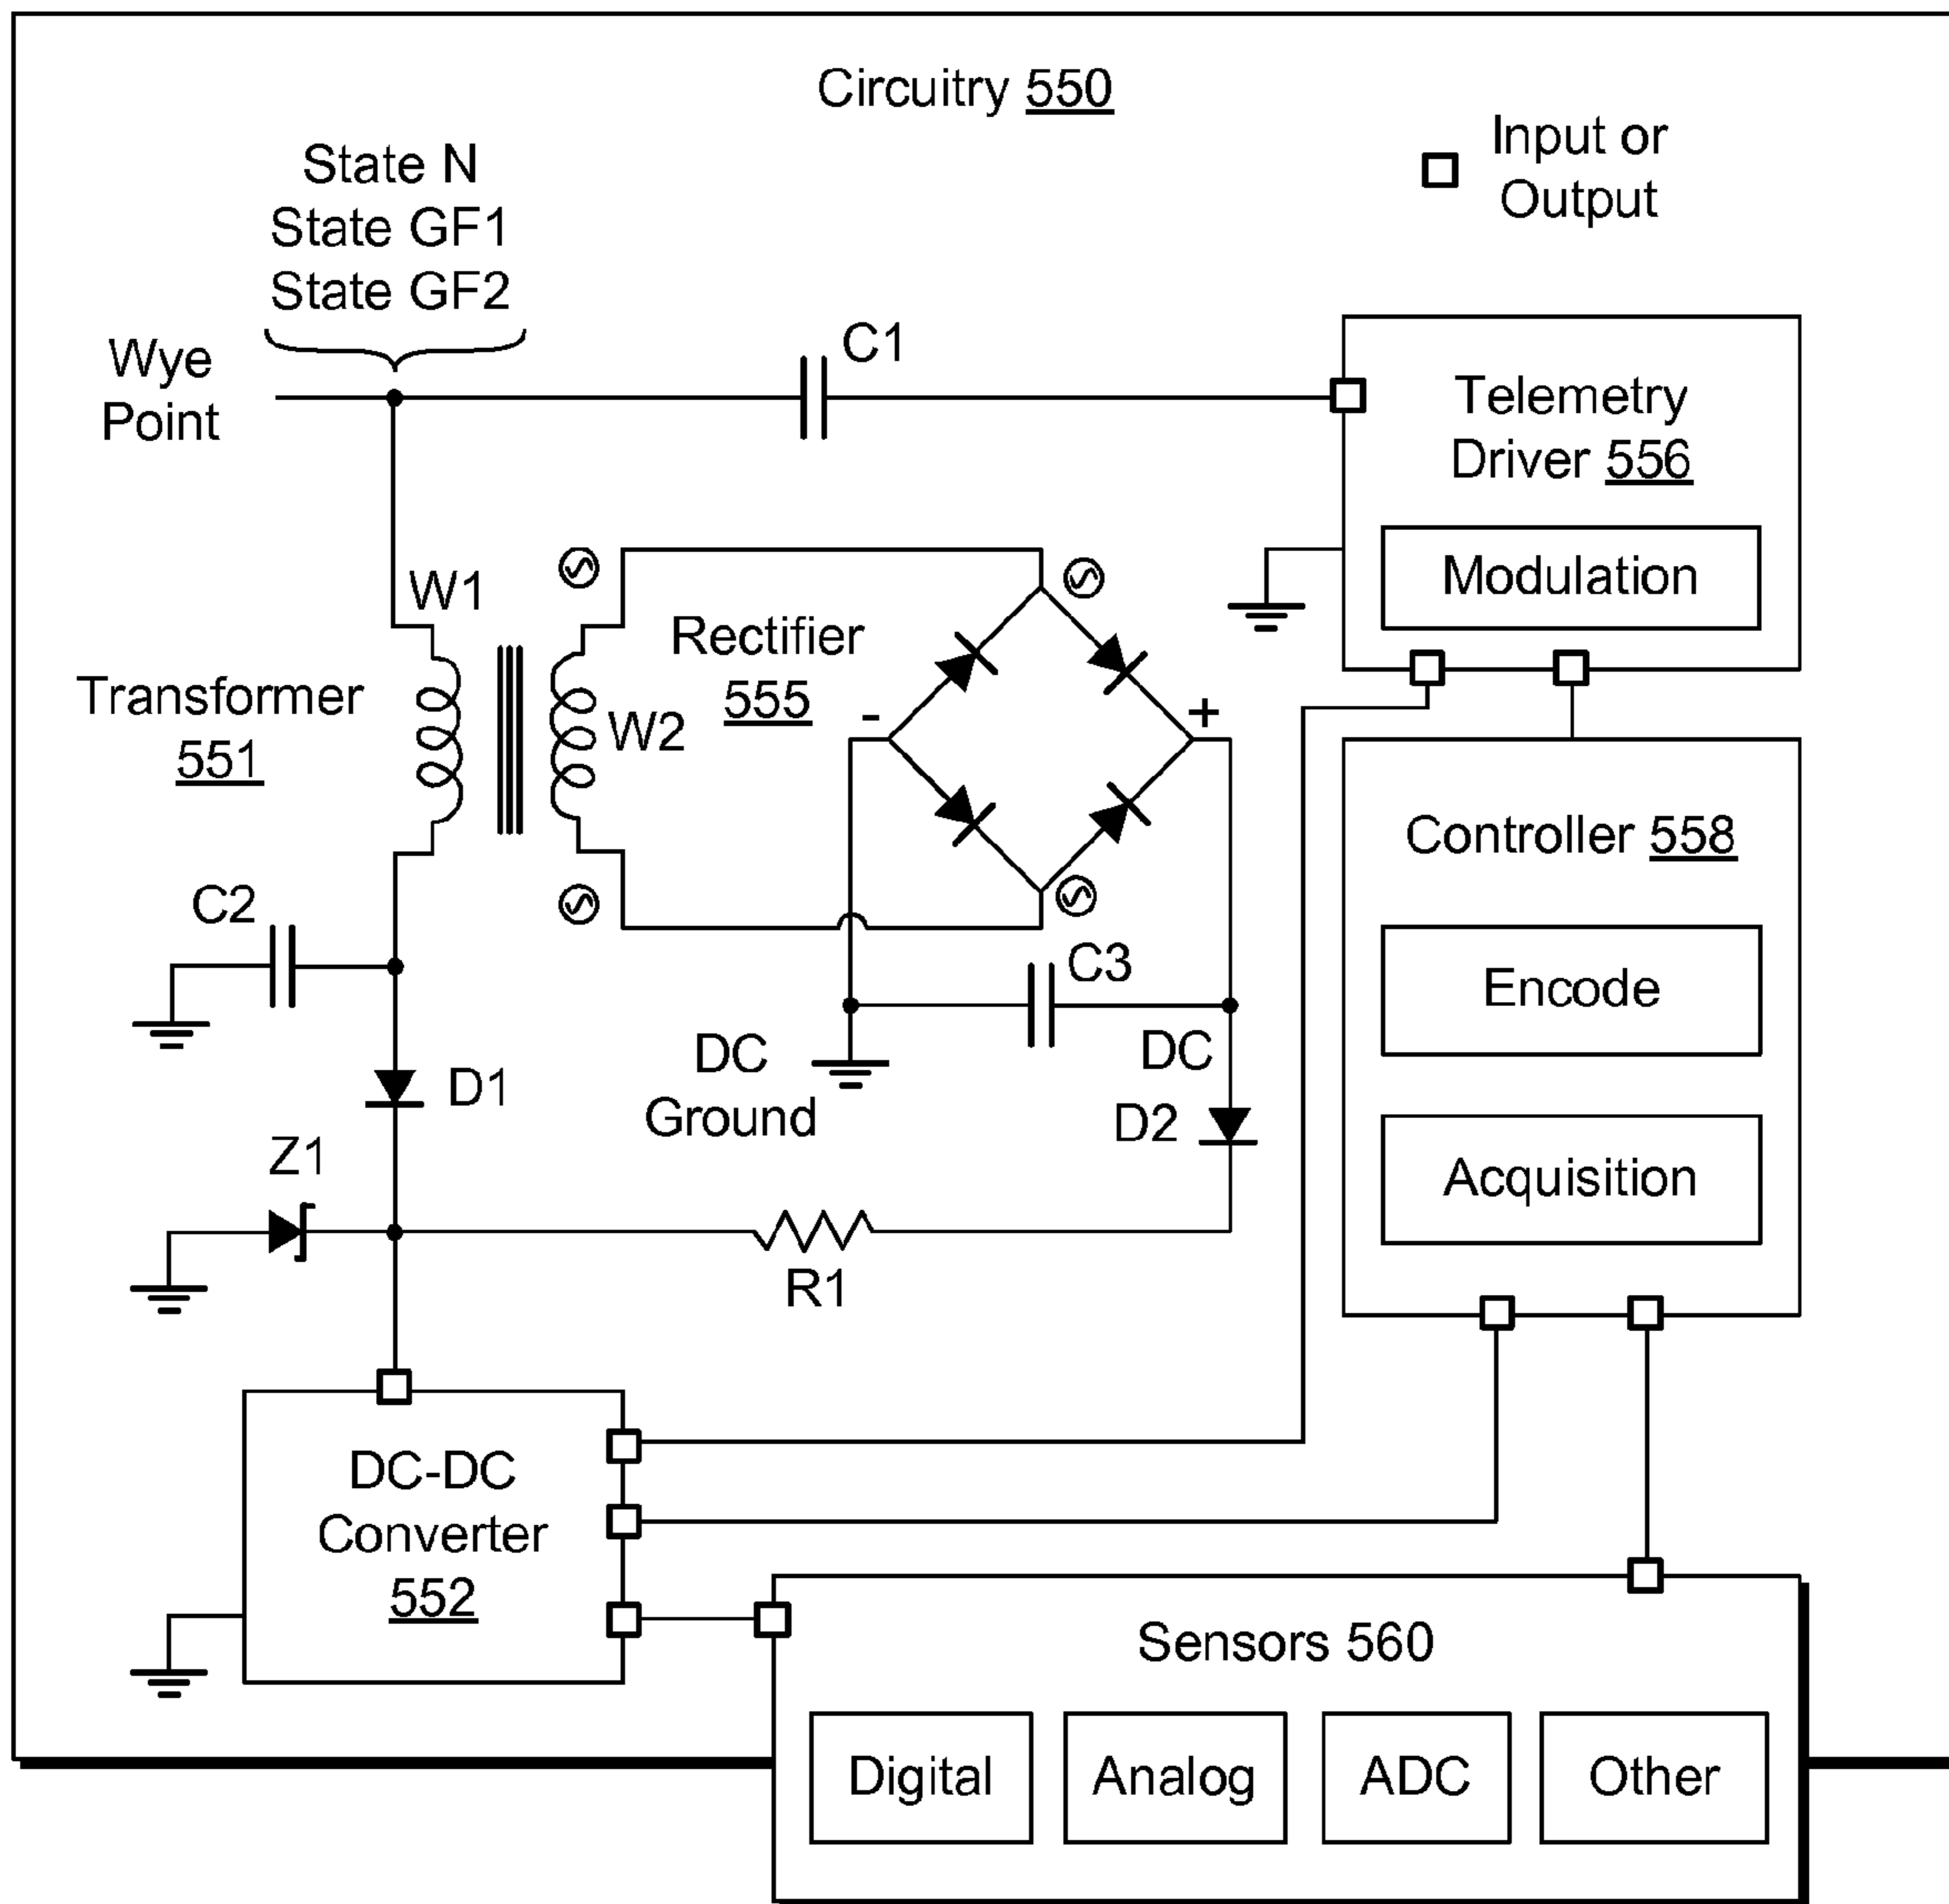 Circuitry 550
Input or
Output
State N
State GF1
State GF2
Wye
Point
C1
Telemetry
Driver 556
Modulation
W1
Rectifier
555
Transformer
551
W2
-
+
Controller 558
C2
C3
Encode
DC
Ground
DC
D1
D2
Z1
Acquisition
R1
DC-DC
Converter
552
Sensors 560
Digital
Analog
ADC
Other